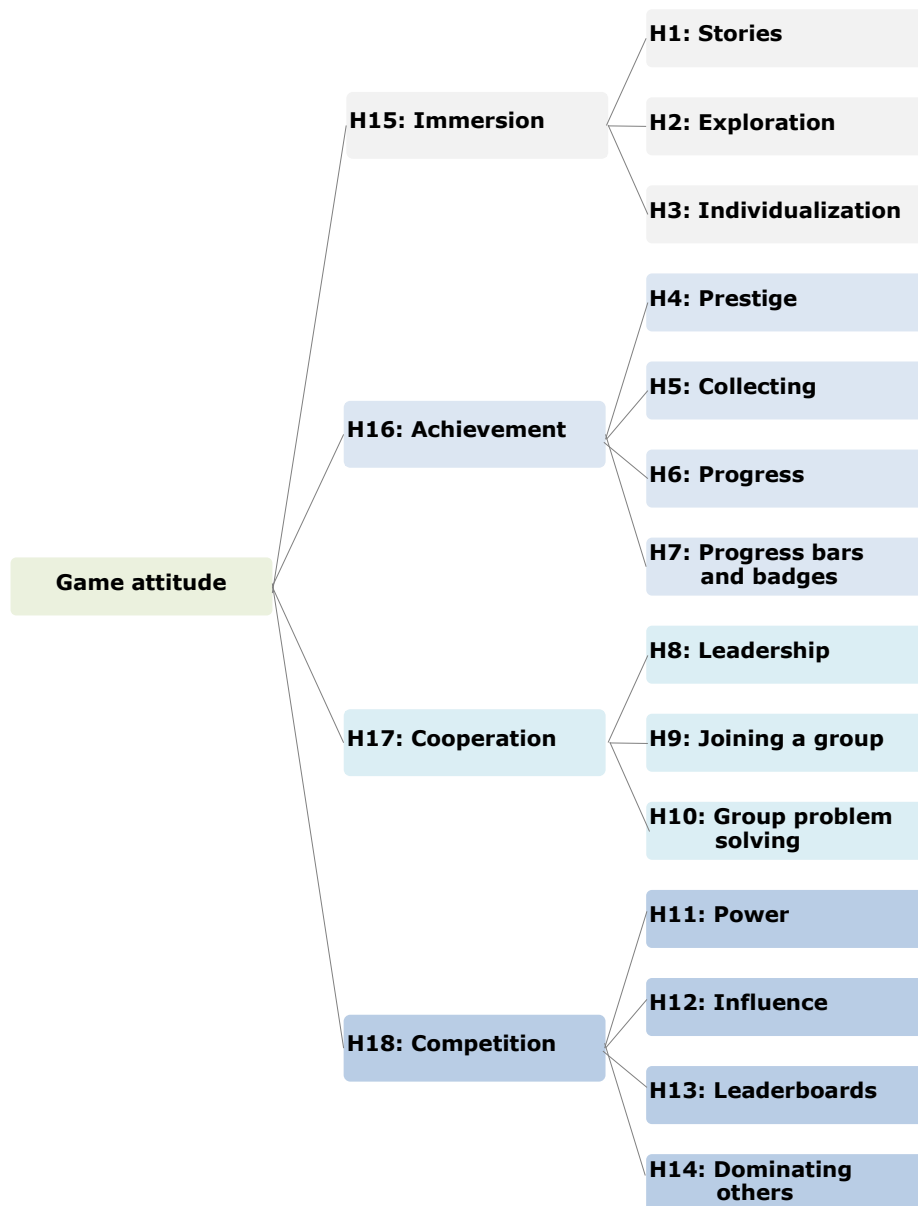 H1: Stories
H15: Immersion
H2: Exploration
H3: Individualization
H4: Prestige
H5: Collecting
H16: Achievement
H6: Progress
H7: Progress bars
and badges
Game attitude
H8: Leadership
H17: Cooperation
H9: Joining a group
H10: Group problem
solving
H11: Power
H12: Influence
H18: Competition
H13: Leaderboards
H14: Dominating
others